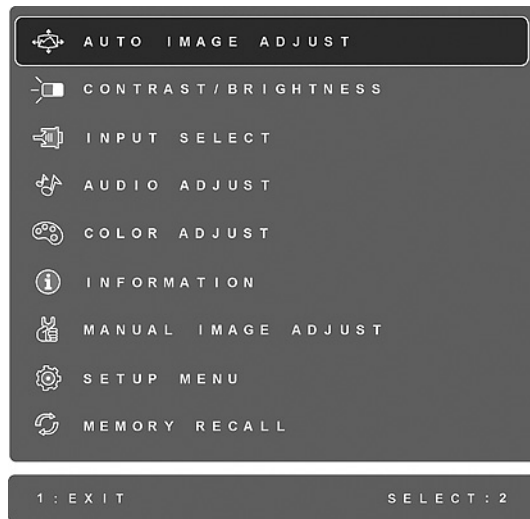 AUTO IMAGE ADJUST
CONTRAST/BRIGHTNESS
INPUT SELECT
AUDIO ADJUST
COLOR ADJUST
INFORMATION
MANUAL IMAGE ADJUST
SETUP MENU
MEMORY RECALL
1:EXIT SELECT:2